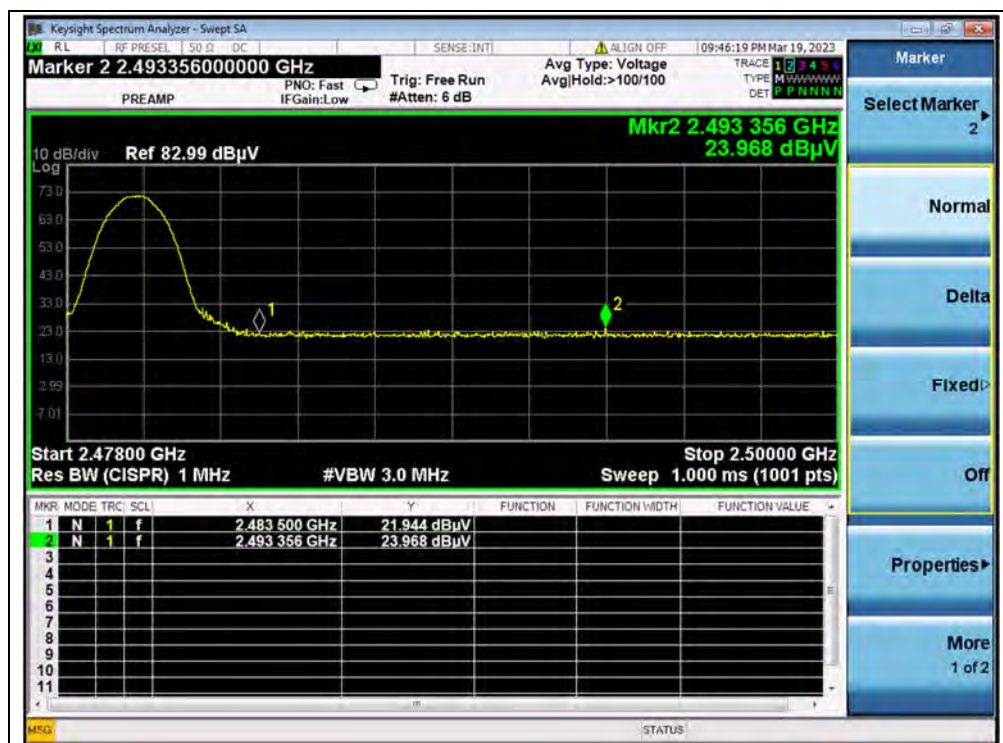 Keysight Spectrum Analyzer - Swept SA
RL RF PRESEL 50 Ω DC SENSE:INT ALIGN OFF 09:46:19 PM Mar 19, 2023
Marker 2 2.493356000000 GHz
PREAMP
PNO: Fast
IFGain:Low
Trig: Free Run
#Atten: 6 dB
Avg Type: Voltage
Avg|Hold:>100/100
TRACE 1 2 3 4 5 6
TYPE MWWWWW
DET P P N N N N
Mkr2 2.493 356 GHz
23.968 dBµV
10 dB/div Ref 82.99 dBµV
Log
73.0
63.0
53.0
43.0
33.0
23.0
13.0
2.99
-7.01
1
2
Start 2.47800 GHz Stop 2.50000 GHz
Res BW (CISPR) 1 MHz #VBW 3.0 MHz Sweep 1.000 ms (1001 pts)
MKR MODE TRC SCL X Y FUNCTION FUNCTION WIDTH FUNCTION VALUE
1 N 1 f 2.483 500 GHz 21.944 dBµV
2 N 1 f 2.493 356 GHz 23.968 dBµV
3
4
5
6
7
8
9
10
11
MSG STATUS
Marker
Select Marker
2
Normal
Delta
Fixed
Off
Properties
More
1 of 2